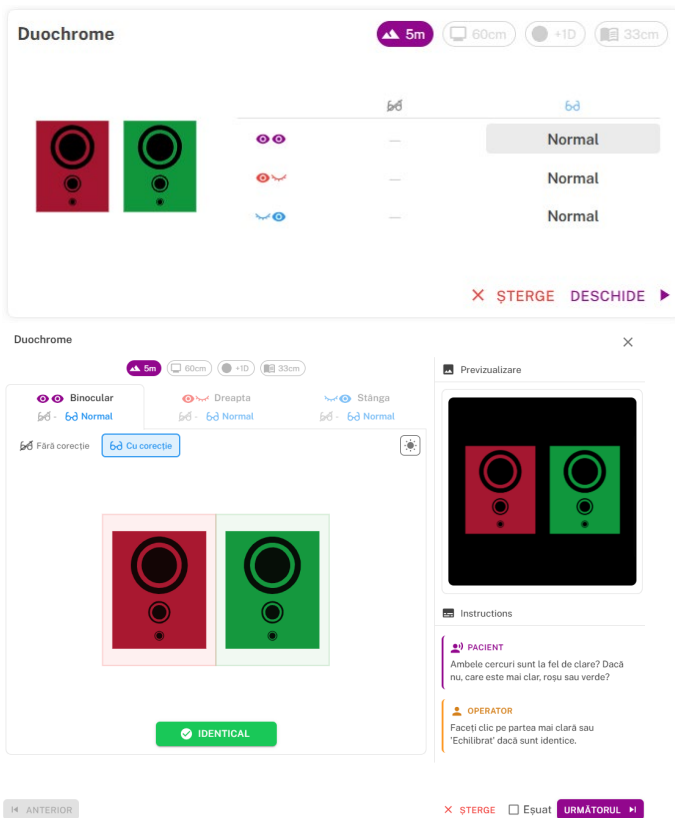 Duochrome
5m 60cm +1D 33cm
— Normal
— Normal
— Normal
ȘTERGE DESCHIDE
Duochrome
5m 60cm +1D 33cm
Previzualizare
Binocular Dreapta Stânga
- Normal - Normal - Normal
Fără corecție Cu corecție
Instructions
PACIENT
Ambele cercuri sunt la fel de clare? Dacă
nu, care este mai clar, roșu sau verde?
OPERATOR
Faceți clic pe partea mai clară sau
'Echilibrat' dacă sunt identice.
IDENTICAL
ANTERIOR ȘTERGE Eșuat URMĂTORUL